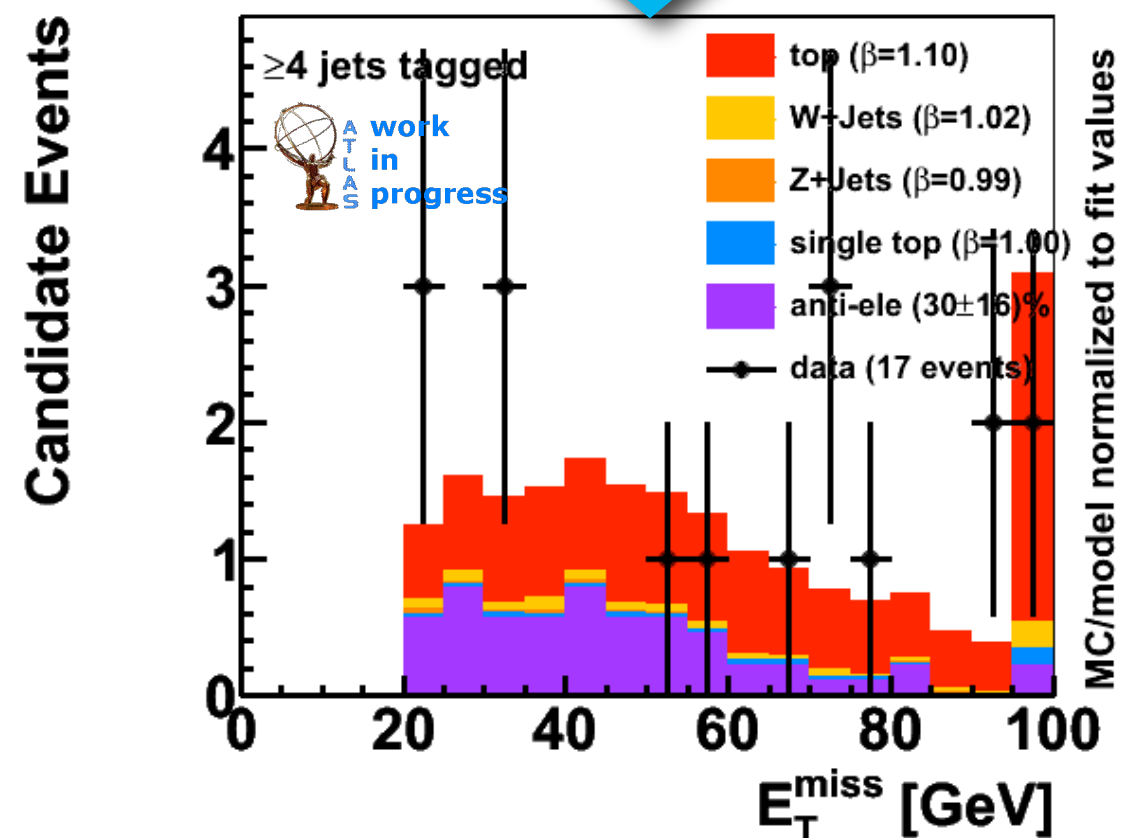 Candidate Events
≥4 jets tagged
ATLAS
work
in
progress
top (β=1.10)
W+Jets (β=1.02)
Z+Jets (β=0.99)
single top (β=1.00)
anti-ele (30±16)%
data (17 events)
MC/model normalized to fit values
4
3
2
1
0
0 20 40 60 80 100
E_T^miss [GeV]